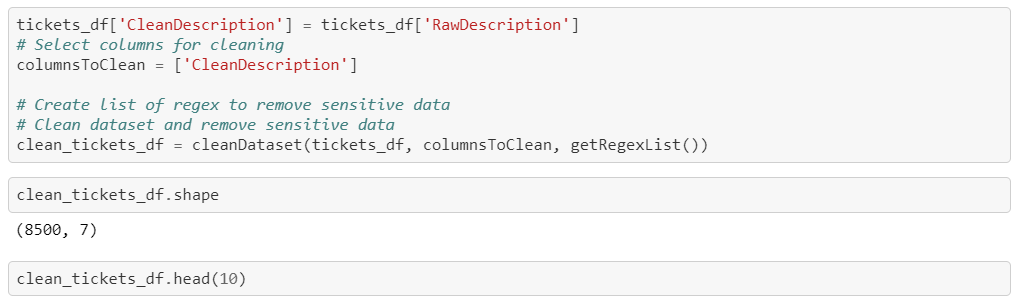 tickets_df['CleanDescription'] = tickets_df['RawDescription']
# Select columns for cleaning
columnsToClean = ['CleanDescription']
# Create list of regex to remove sensitive data
# Clean dataset and remove sensitive data
clean_tickets_df = cleanDataset(tickets_df, columnsToClean, getRegexList())
clean_tickets_df.shape
(8500, 7)
clean_tickets_df.head(10)